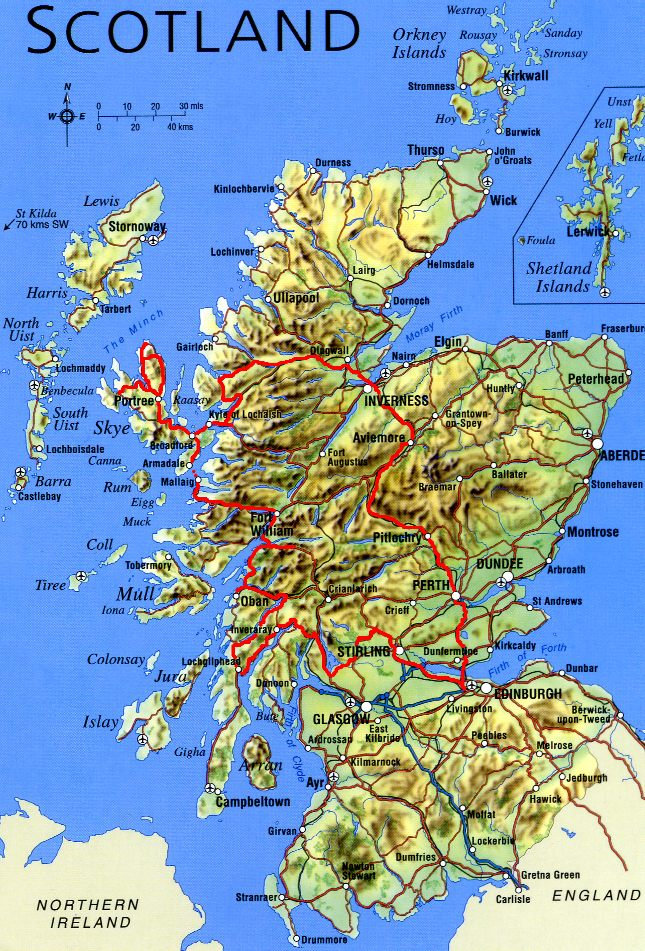 SCOTLAND
Westray
Orkney
Islands
Rousay
Sanday
Stronsay
Kirkwall
Stromness
Hoy
Burwick
Unst
Yell
Fetla
Lerwick
Foula
Shetland
Islands
N
W
E
0 10 20 30 mls
0 20 40 kms
Thurso
John
o'Groats
Durness
Kinlochbervie
Wick
Lewis
St Kilda
70 kms SW
Stornoway
Lochinver
Helmsdale
Lairg
Harris
Tarbert
Ullapool
Dornoch
The Minch
Moray Firth
North
Uist
Gairloch
Dingwall
Nairn
Elgin
Banff
Fraserburg
Lochmaddy
Benbecula
Portree
Raasay
INVERNESS
Huntly
Peterhead
South
Uist
Skye
Kyle of Lochalsh
Grantown-
on-Spey
Lochboisdale
Broadford
Aviemore
ABERDE
Canna
Armadale
Fort
Augustus
Ballater
Barra
Rum
Mallaig
Braemar
Stonehaven
Castlebay
Eigg
Muck
Fort
William
Coll
Pitlochry
Montrose
Tobermory
DUNDEE
Tiree
Mull
Crianlarich
PERTH
Arbroath
Iona
Oban
Crieff
St Andrews
Inveraray
Colonsay
Lochgilphead
STIRLING
Dunfermline
Kirkcaldy
Firth of Forth
Jura
Dunoon
EDINBURGH
Dunbar
Islay
Bute
GLASGOW
Livingston
Berwick-
upon-Tweed
East
Kilbride
Firth of Clyde
Ardrossan
Peebles
Gigha
Arran
Kilmarnock
Melrose
Jedburgh
Ayr
Hawick
Campbeltown
Moffat
Girvan
Lockerbie
Newton
Stewart
Dumfries
Gretna Green
Stranraer
Carlisle
ENGLAND
NORTHERN
IRELAND
Drummore